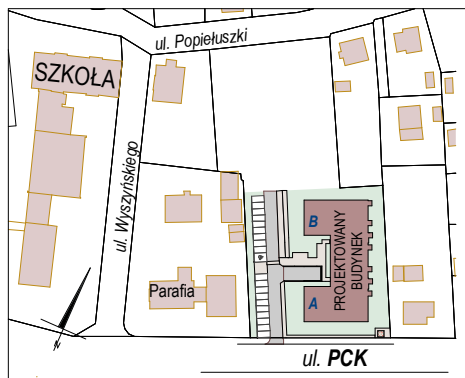 ul. Popiełuszki
SZKOŁA
ul. Wyszyńskiego
B
PROJEKTOWANY
BUDYNEK
A
Parafia
N
ul. PCK